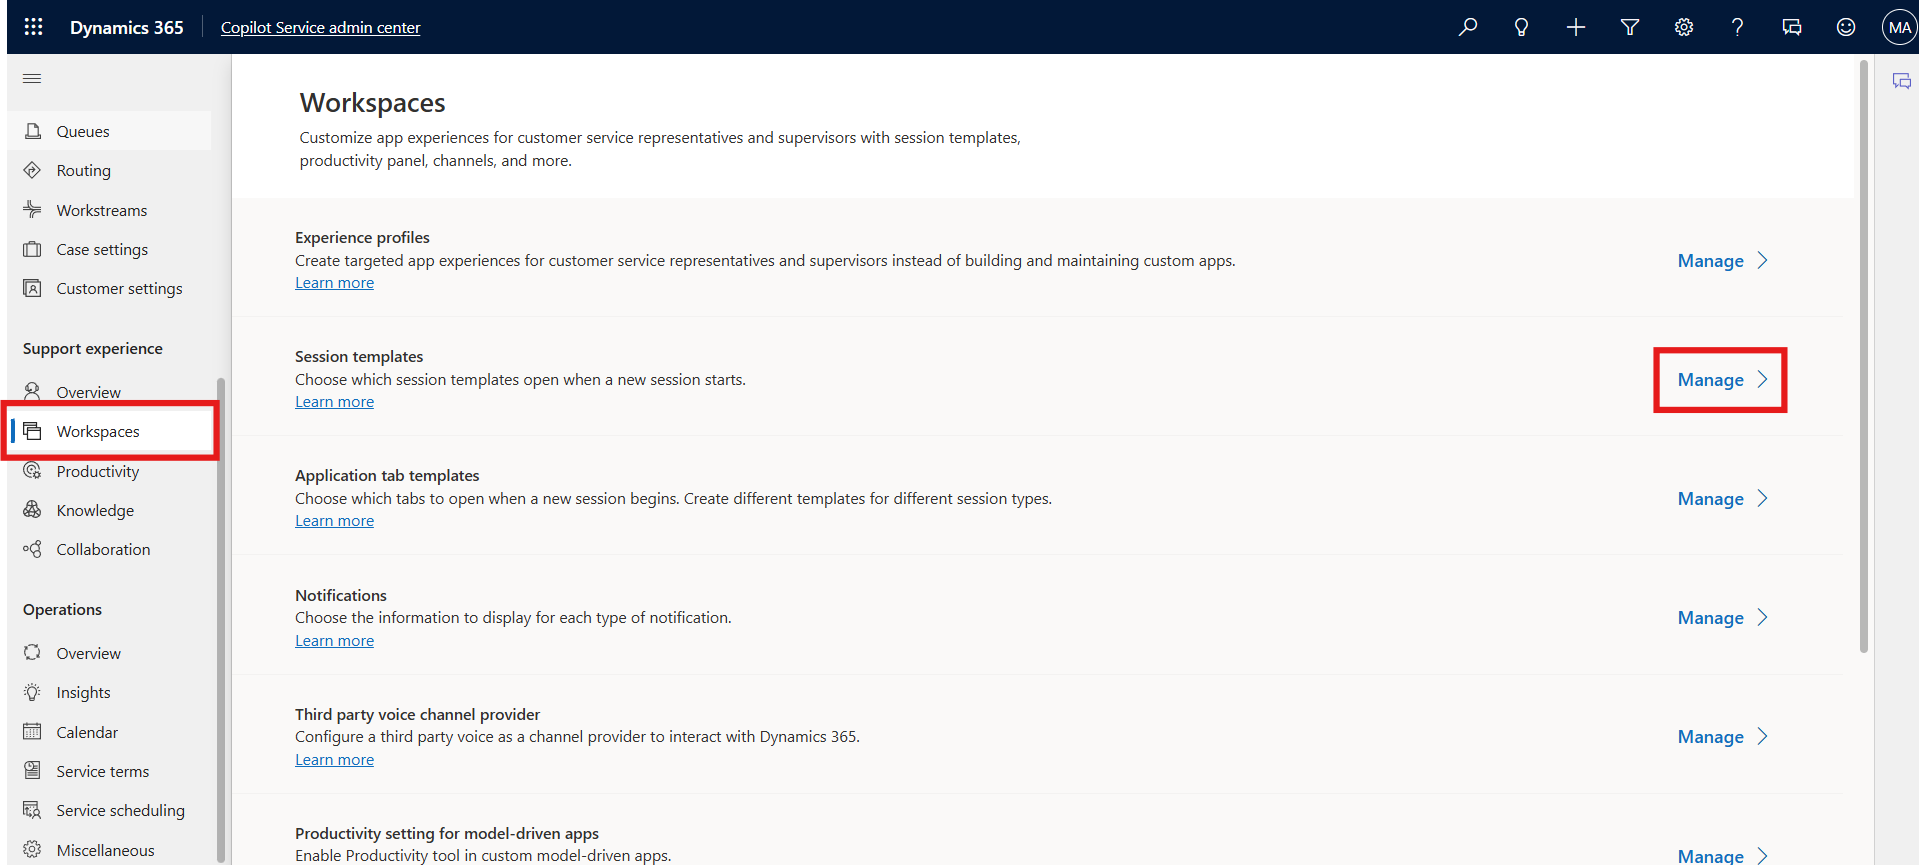 Dynamics 365
Copilot Service admin center
MA
Queues
Routing
Workstreams
Case settings
Customer settings
Support experience
Overview
Workspaces
Productivity
Knowledge
Collaboration
Operations
Overview
Insights
Calendar
Service terms
Service scheduling
Miscellaneous
Workspaces
Customize app experiences for customer service representatives and supervisors with session templates,
productivity panel, channels, and more.
Experience profiles
Create targeted app experiences for customer service representatives and supervisors instead of building and maintaining custom apps.
Learn more
Manage
Session templates
Choose which session templates open when a new session starts.
Learn more
Manage
Application tab templates
Choose which tabs to open when a new session begins. Create different templates for different session types.
Learn more
Manage
Notifications
Choose the information to display for each type of notification.
Learn more
Manage
Third party voice channel provider
Configure a third party voice as a channel provider to interact with Dynamics 365.
Learn more
Manage
Productivity setting for model-driven apps
Enable Productivity tool in custom model-driven apps.
Manage